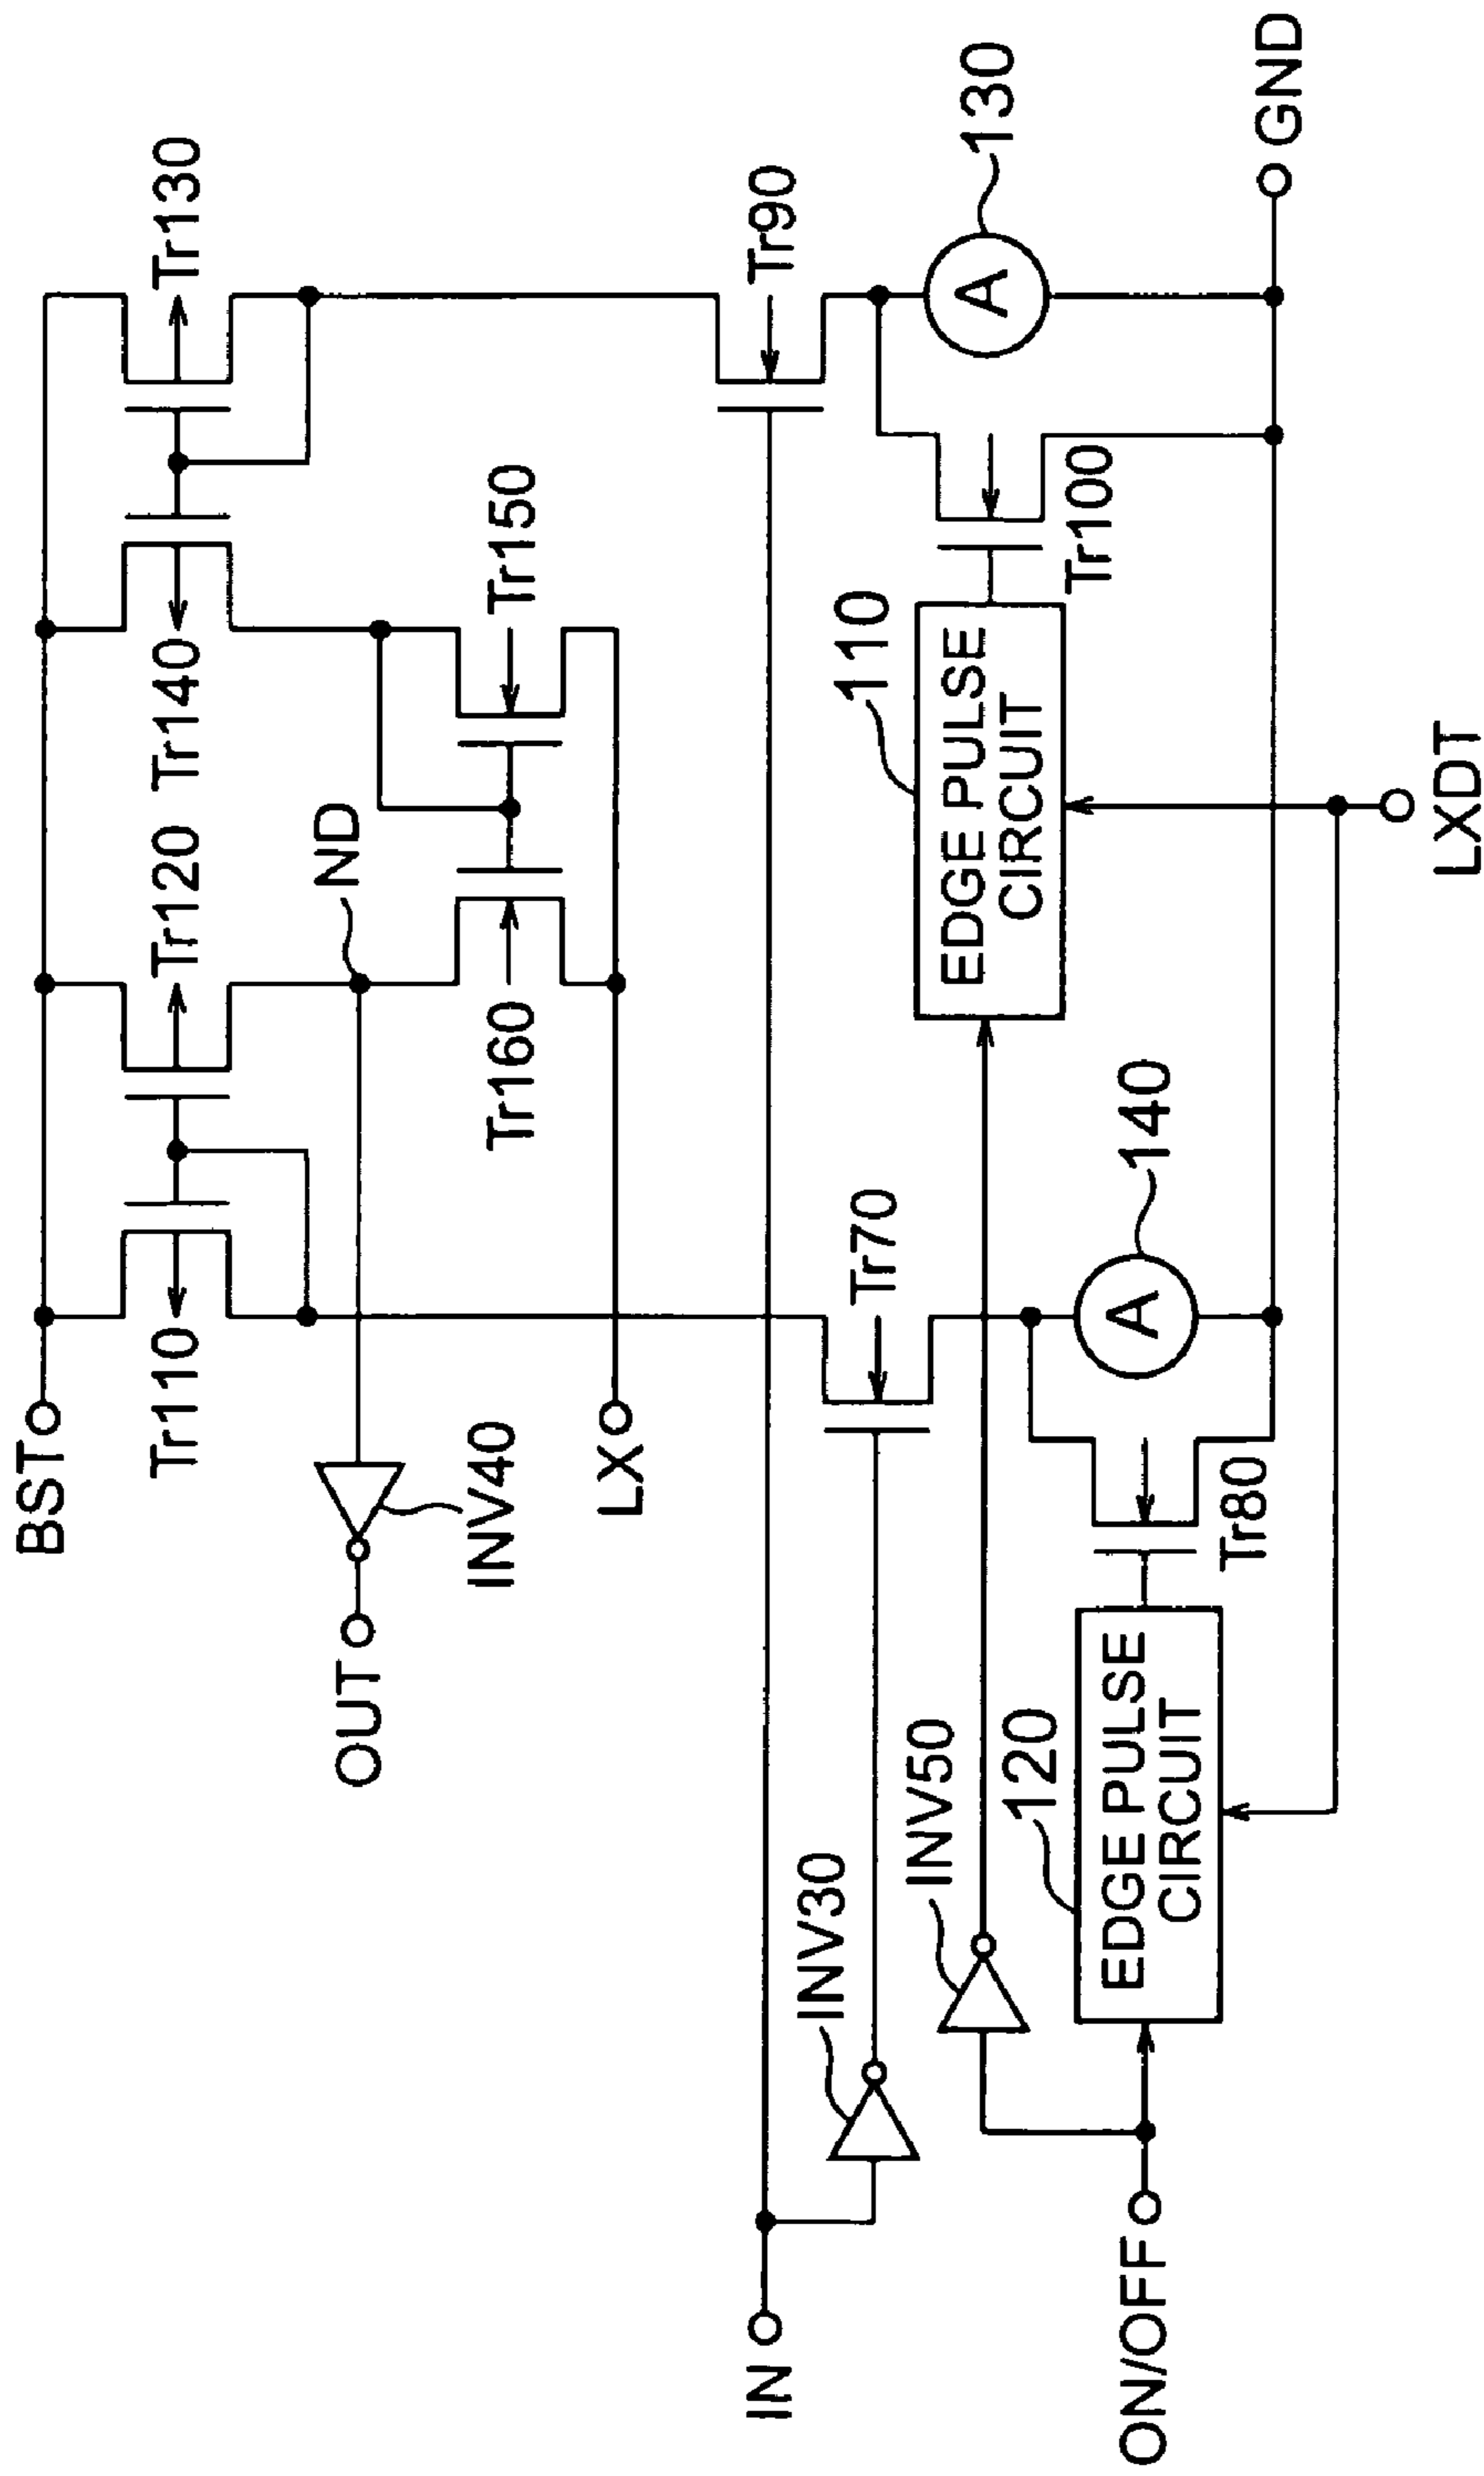 BST
Tr110
Tr120
Tr140
Tr130
ND
OUT
INV40
Tr160
Tr150
LX
IN
INV30
Tr70
Tr90
INV50
110
EDGE PULSE
CIRCUIT
Tr100
130
A
120
EDGE PULSE
CIRCUIT
Tr80
140
A
ON/OFF
GND
LXDT